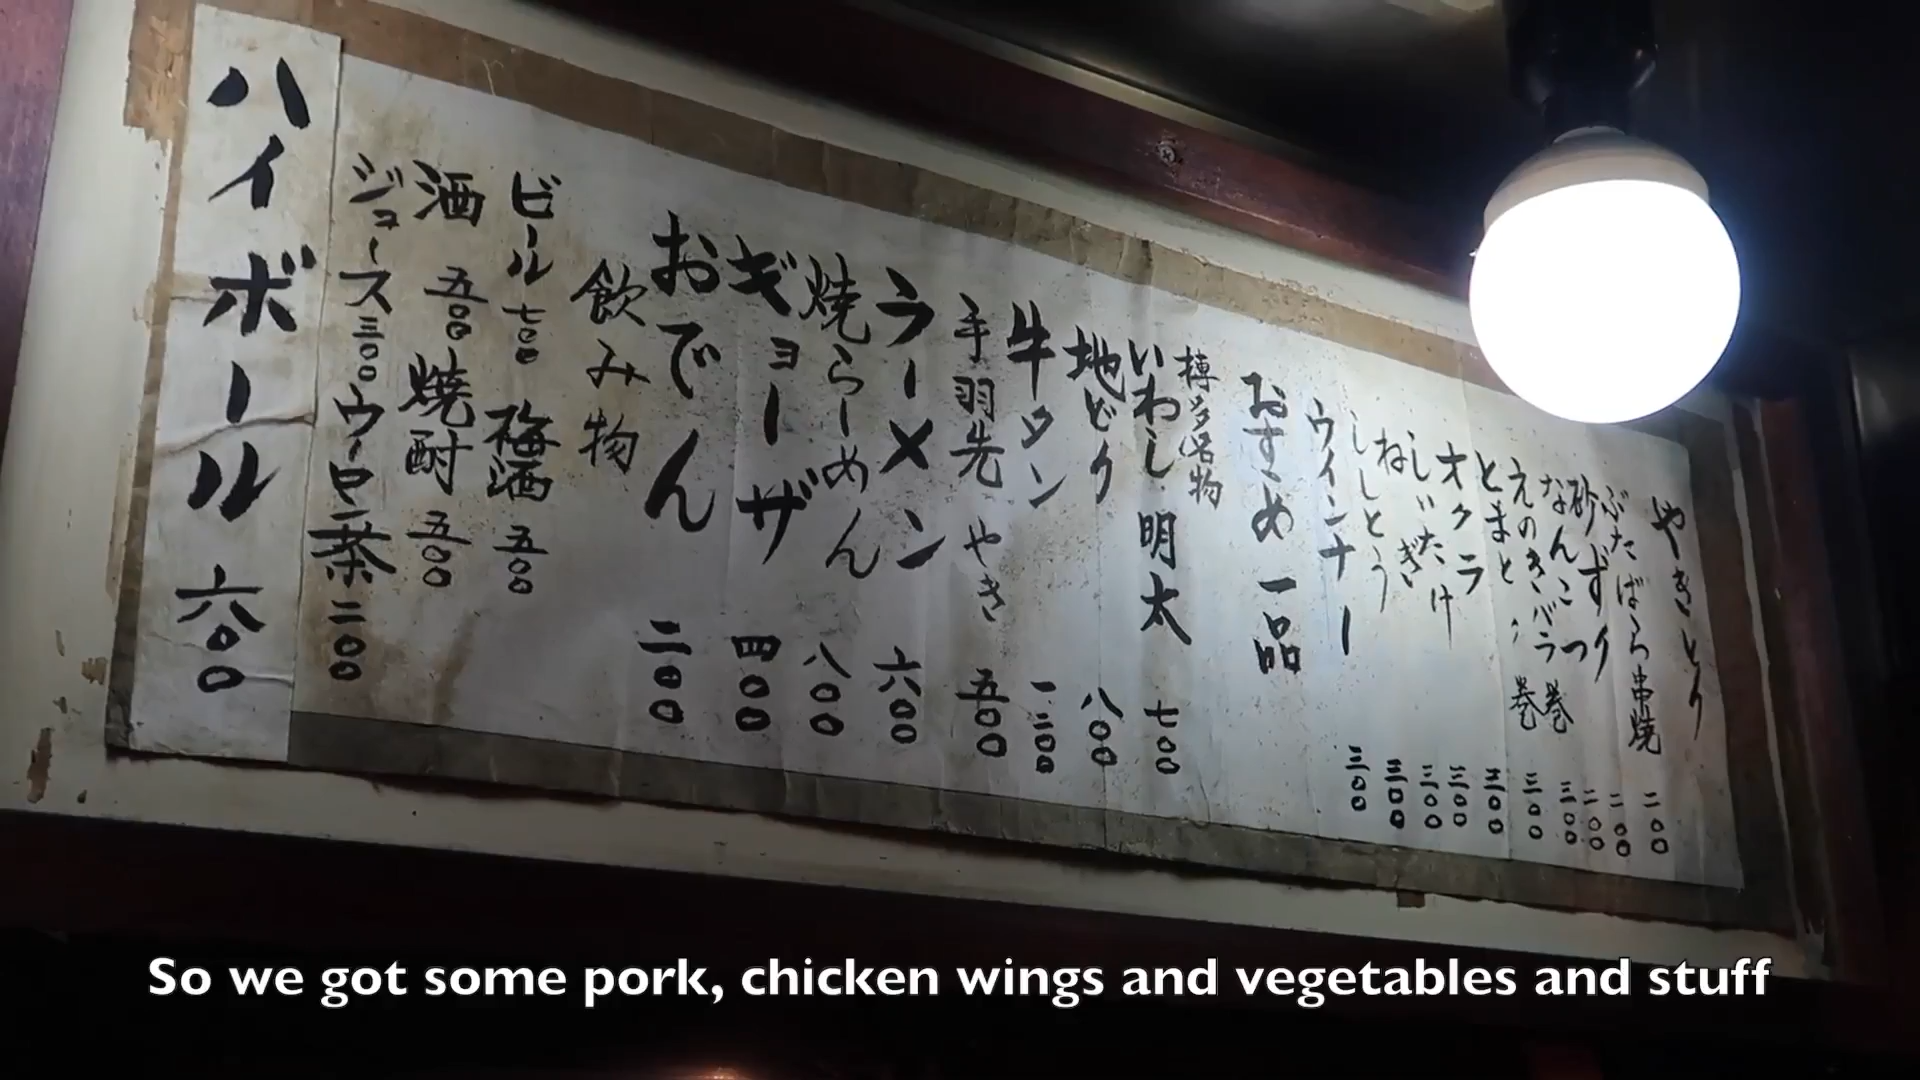 やきとり
ぶたばら串焼 二〇〇
砂ずり 二〇〇
なんこつ 二〇〇
えのきバラ巻 三〇〇
とまと〃巻 三〇〇
オクラ 三〇〇
しいたけ 三〇〇
ねぎ 三〇〇
ししとう 三〇〇
ウインナー 三〇〇
おすすめ一品
博多名物
いわし明太 七〇〇
地どり 八〇〇
牛タン 一、二〇〇
手羽先やき 五〇〇
ラーメン 六〇〇
焼らーめん 八〇〇
ギョーザ 四〇〇
おでん 二〇〇
飲み物
ビール 七〇〇 梅酒 五〇〇
酒 五〇〇 焼酎 五〇〇
ジュース 三〇〇 ウーロン茶 二〇〇
ハイボール 六〇〇
So we got some pork, chicken wings and vegetables and stuff